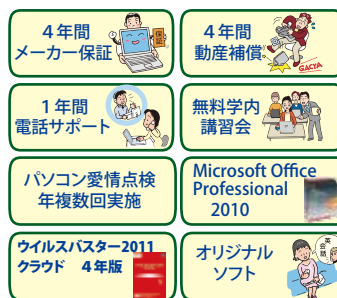 4年間
メーカー保証
保証
4年間
動産補償
GACYA
1年間
電話サポート
無料学内
講習会
パソコン愛情点検
年複数回実施
Microsoft Office
Professional
2010
ウイルスバスター2011
クラウド 4年版
オリジナル
ソフト
英会話